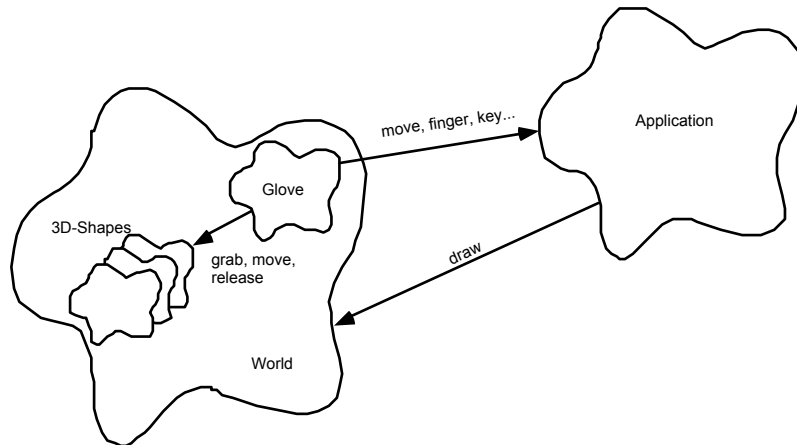 move, finger, key...
Application
Glove
3D-Shapes
grab, move,
release
draw
World